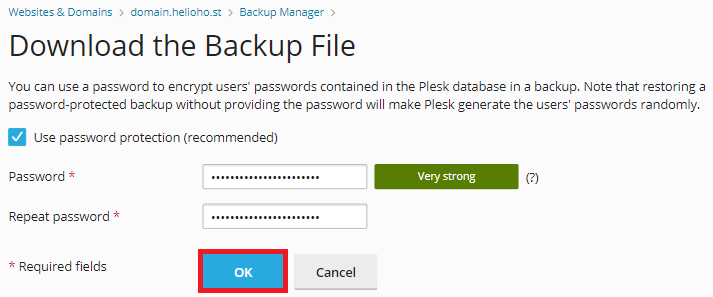 Websites & Domains > domain.helioho.st > Backup Manager >
Download the Backup File
You can use a password to encrypt users' passwords contained in the Plesk database in a backup. Note that restoring a
password-protected backup without providing the password will make Plesk generate the users' passwords randomly.
Use password protection (recommended)
Password * •••••••••••••••••••••• Very strong (?)
Repeat password * ••••••••••••••••••••••
* Required fields OK Cancel